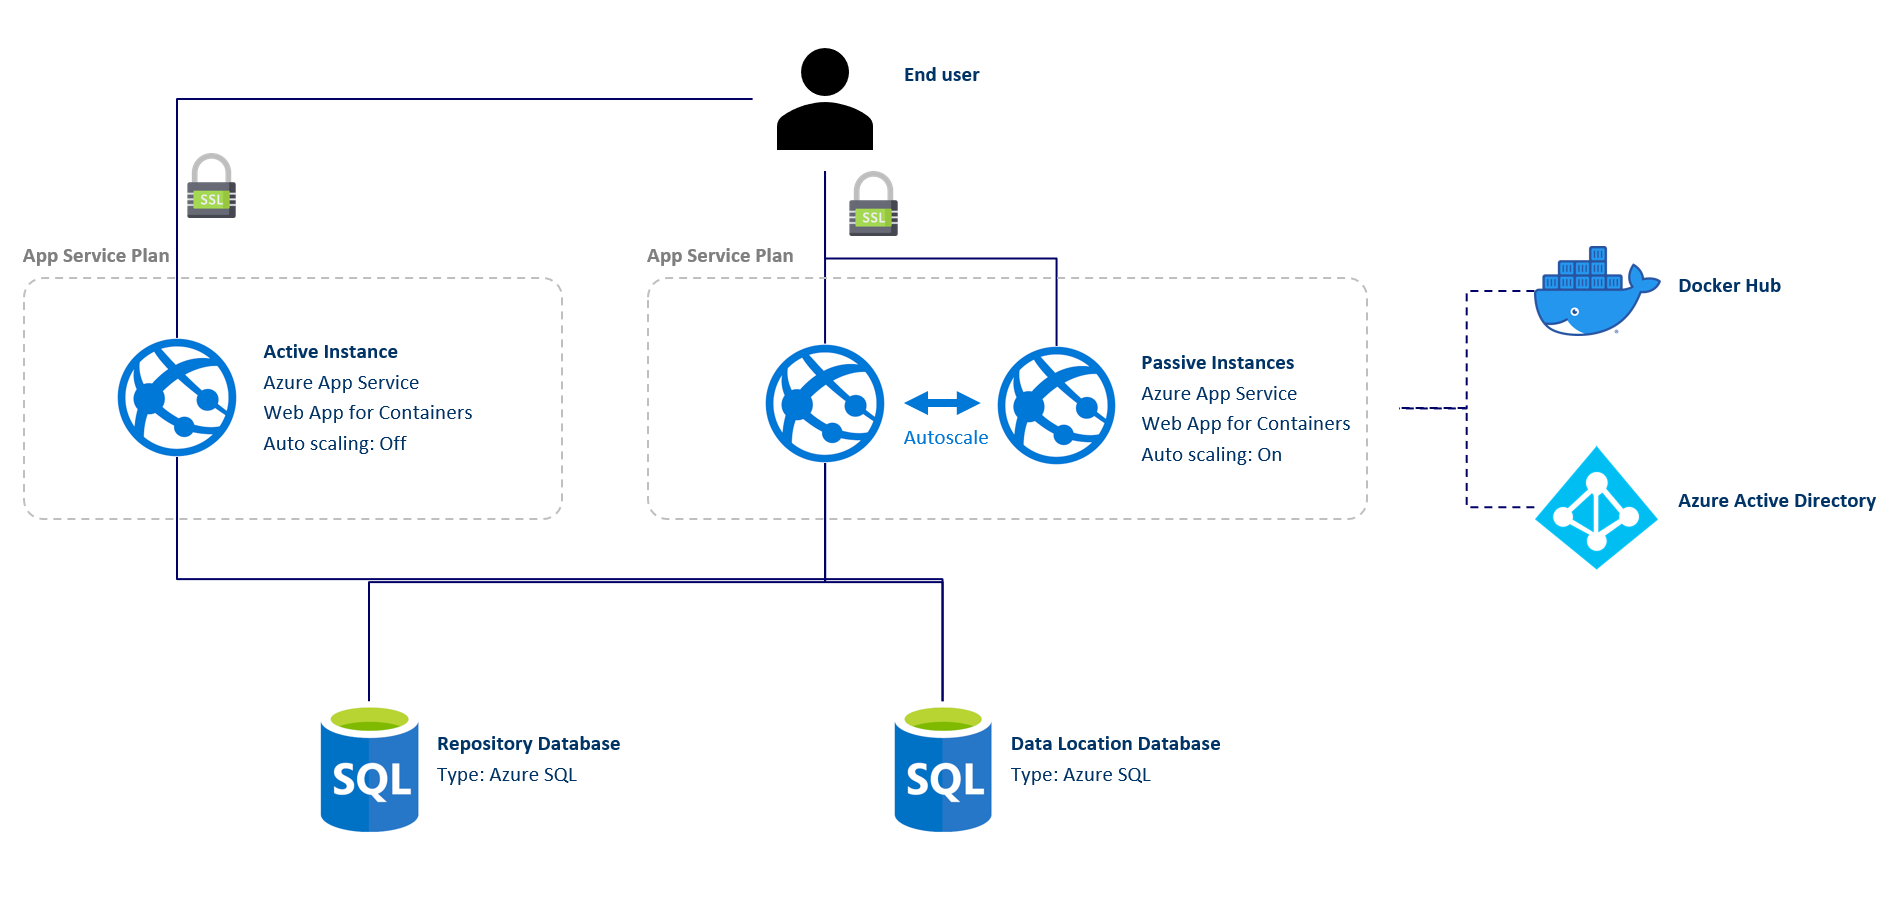 End user
SSL
SSL
App Service Plan
App Service Plan
Active Instance
Azure App Service
Web App for Containers
Auto scaling: Off
Autoscale
Passive Instances
Azure App Service
Web App for Containers
Auto scaling: On
Docker Hub
Azure Active Directory
SQL
Repository Database
Type: Azure SQL
SQL
Data Location Database
Type: Azure SQL